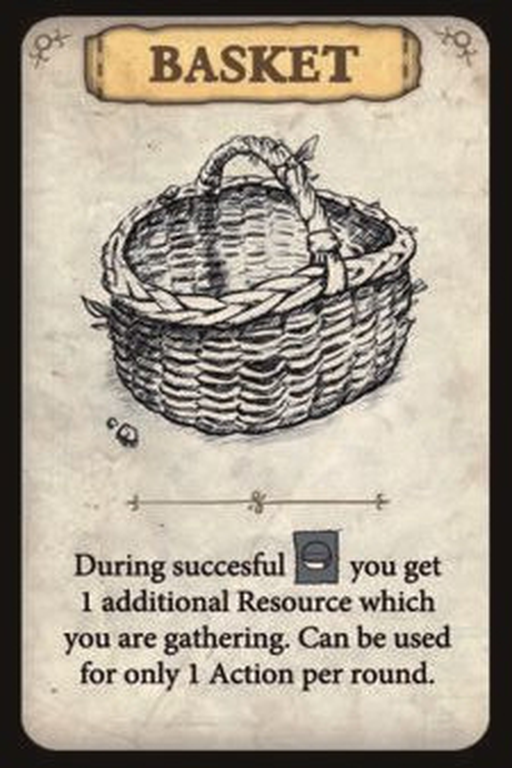 BASKET
During succesful you get
1 additional Resource which
you are gathering. Can be used
for only 1 Action per round.